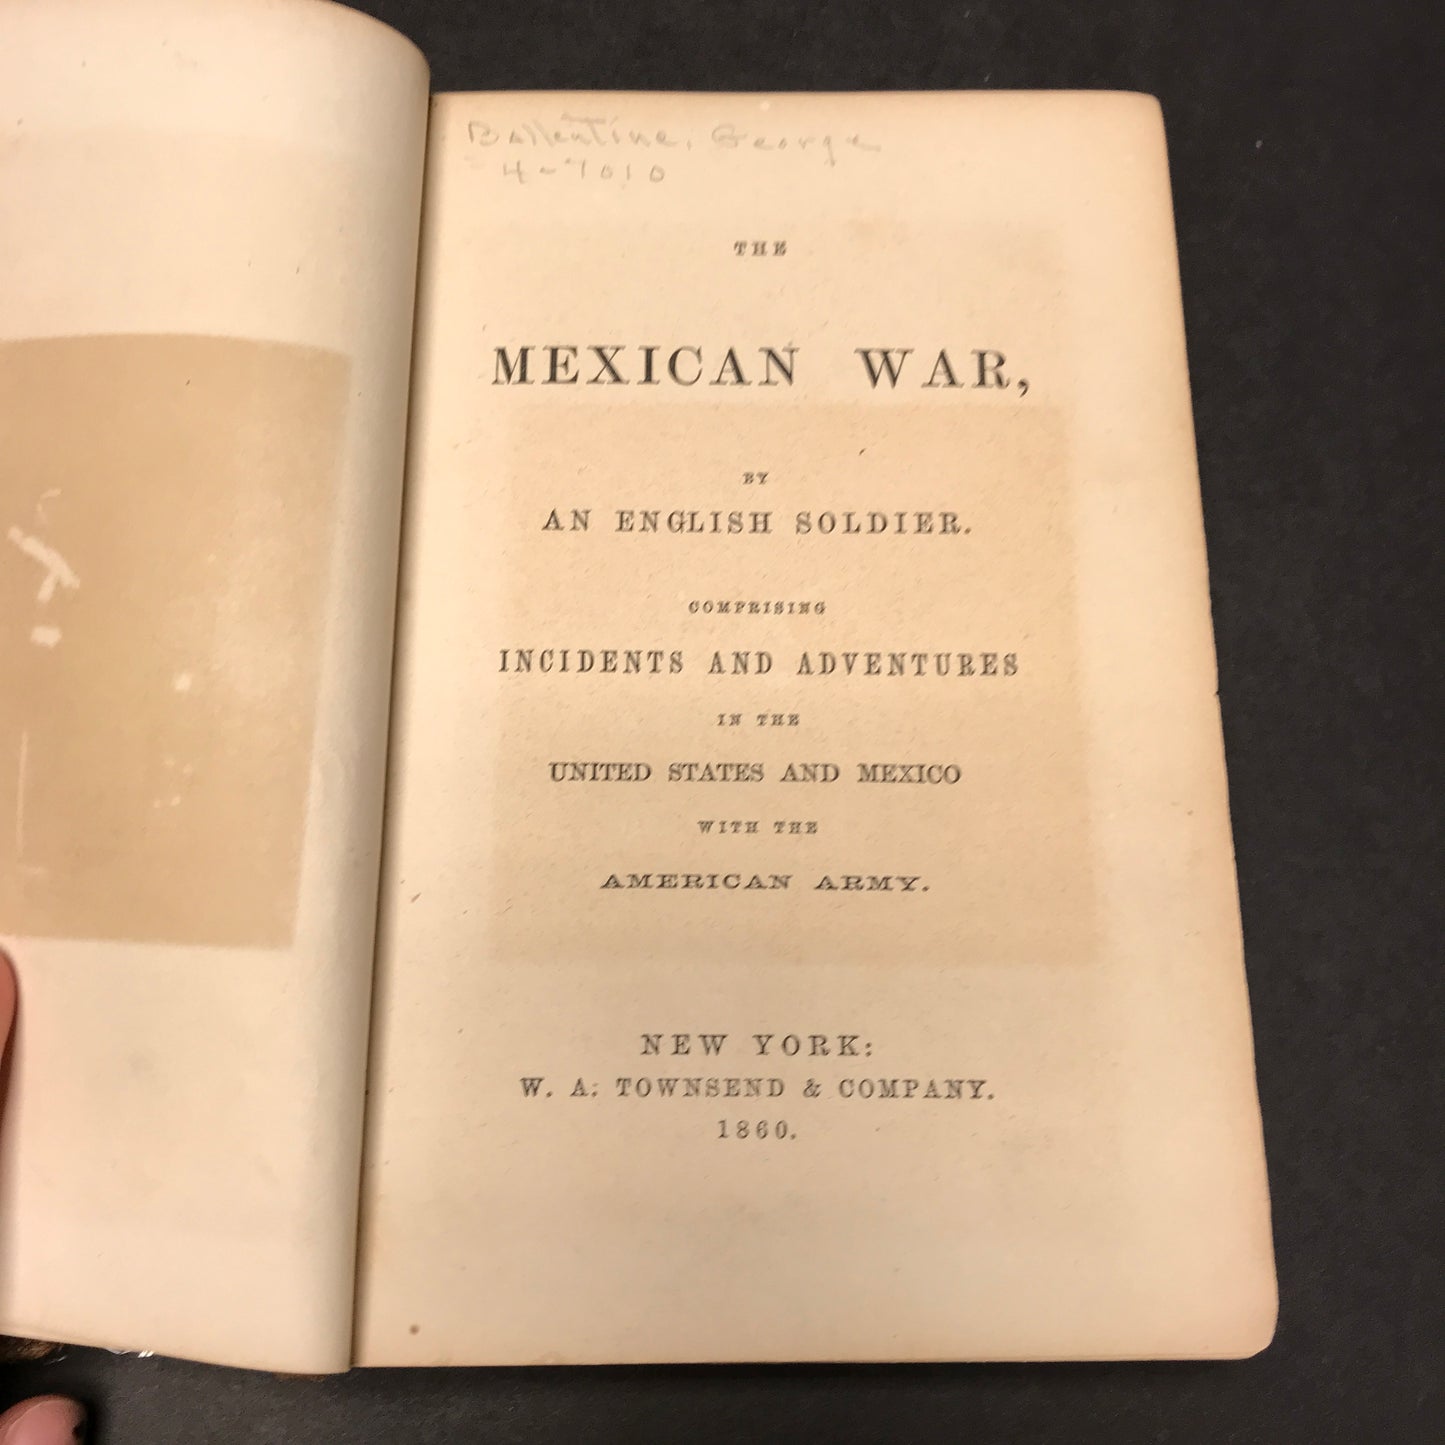 Ballentine, George
4-7010
THE
MEXICAN WAR,
BY
AN ENGLISH SOLDIER.
COMPRISING
INCIDENTS AND ADVENTURES
IN THE
UNITED STATES AND MEXICO
WITH THE
AMERICAN ARMY.
NEW YORK:
W. A. TOWNSEND & COMPANY.
1860.